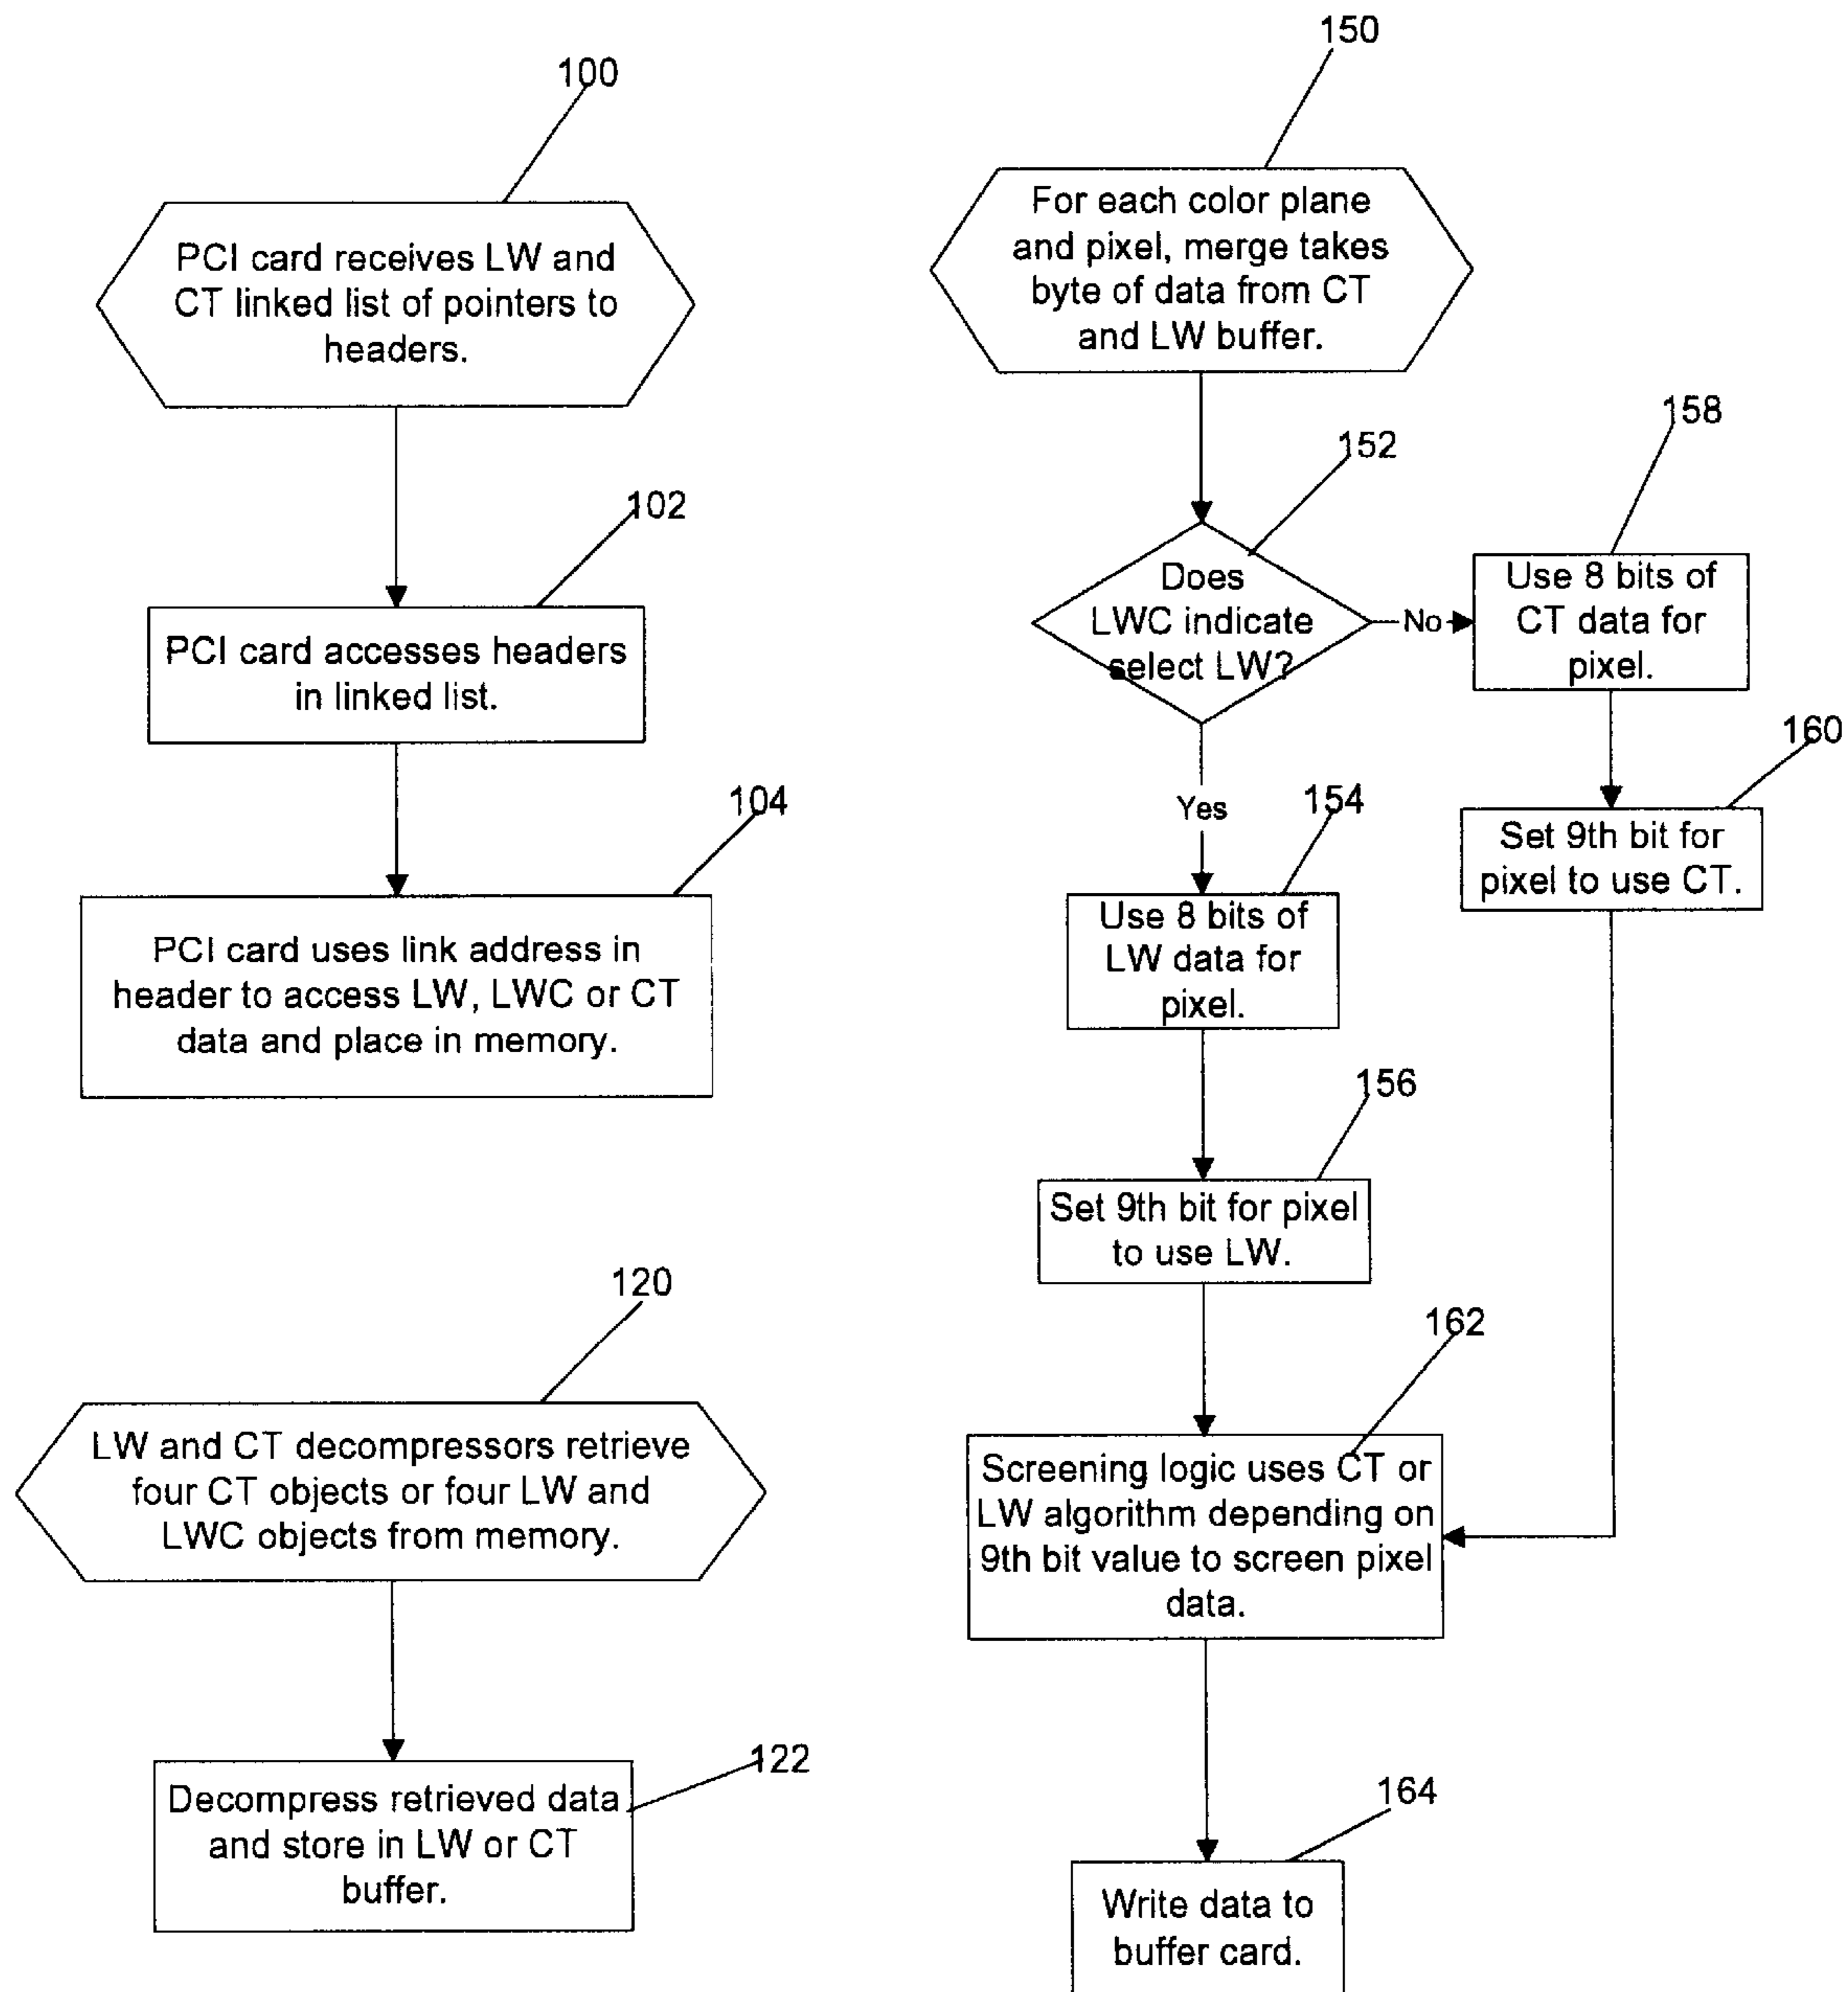 100
PCI card receives LW and
CT linked list of pointers to
headers.
102
PCI card accesses headers
in linked list.
104
PCI card uses link address in
header to access LW, LWC or CT
data and place in memory.
120
LW and CT decompressors retrieve
four CT objects or four LW and
LWC objects from memory.
122
Decompress retrieved data
and store in LW or CT
buffer.
150
For each color plane
and pixel, merge takes
byte of data from CT
and LW buffer.
152
Does
LWC indicate
select LW?
No
158
Use 8 bits of
CT data for
pixel.
160
Set 9th bit for
pixel to use CT.
Yes
154
Use 8 bits of
LW data for
pixel.
156
Set 9th bit for pixel
to use LW.
162
Screening logic uses CT or
LW algorithm depending on
9th bit value to screen pixel
data.
164
Write data to
buffer card.